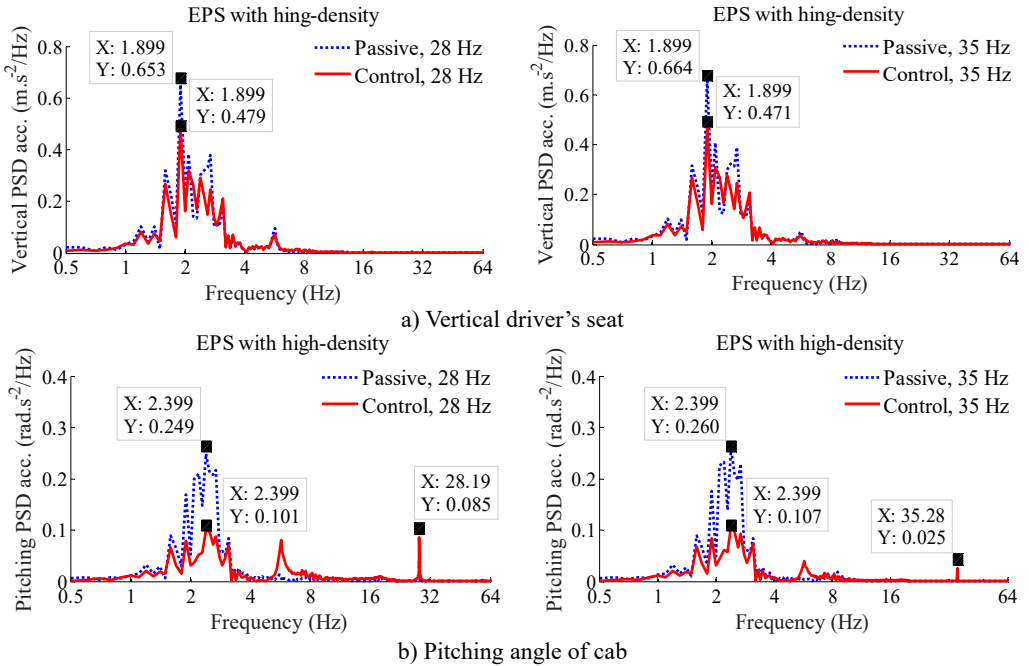 EPS with hing-density
Vertical PSD acc. (m.s⁻²/Hz)
0.8
0.6
0.4
0.2
0
X: 1.899
Y: 0.653
X: 1.899
Y: 0.479
Passive, 28 Hz
Control, 28 Hz
0.5 1 2 4 8 16 32 64
Frequency (Hz)
EPS with hing-density
Vertical PSD acc. (m.s⁻²/Hz)
0.8
0.6
0.4
0.2
0
X: 1.899
Y: 0.664
X: 1.899
Y: 0.471
Passive, 35 Hz
Control, 35 Hz
0.5 1 2 4 8 16 32 64
Frequency (Hz)
a) Vertical driver's seat
EPS with high-density
Pitching PSD acc. (rad.s⁻²/Hz)
0.4
0.3
0.2
0.1
0
X: 2.399
Y: 0.249
X: 2.399
Y: 0.101
X: 28.19
Y: 0.085
Passive, 28 Hz
Control, 28 Hz
0.5 1 2 4 8 16 32 64
Frequency (Hz)
EPS with high-density
Pitching PSD acc. (rad.s⁻²/Hz)
0.4
0.3
0.2
0.1
0
X: 2.399
Y: 0.260
X: 2.399
Y: 0.107
X: 35.28
Y: 0.025
Passive, 35 Hz
Control, 35 Hz
0.5 1 2 4 8 16 32 64
Frequency (Hz)
b) Pitching angle of cab